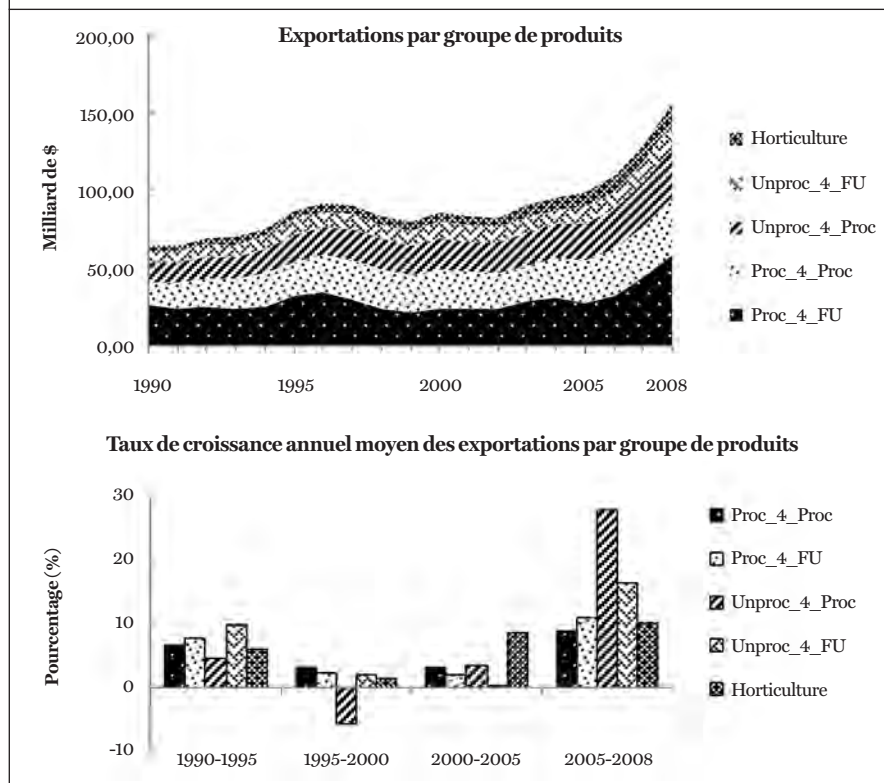 Exportations par groupe de produits
Milliard de $
200,00
150,00
100,00
50,00
0,00
1990
1995
2000
2005
2008
Horticulture
Unproc_4_FU
Unproc_4_Proc
Proc_4_Proc
Proc_4_FU
Taux de croissance annuel moyen des exportations par groupe de produits
Pourcentage (%)
30
20
10
0
-10
1990-1995
1995-2000
2000-2005
2005-2008
Proc_4_Proc
Proc_4_FU
Unproc_4_Proc
Unproc_4_FU
Horticulture